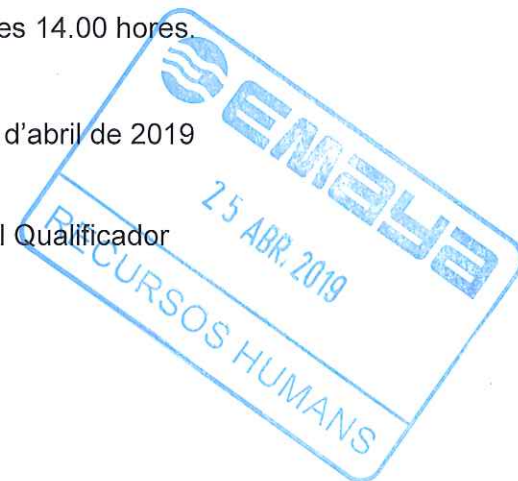 es 14.00 hores.
d'abril de 2019
l Qualificador
EMAYA
25 ABR. 2019
RECURSOS HUMANS